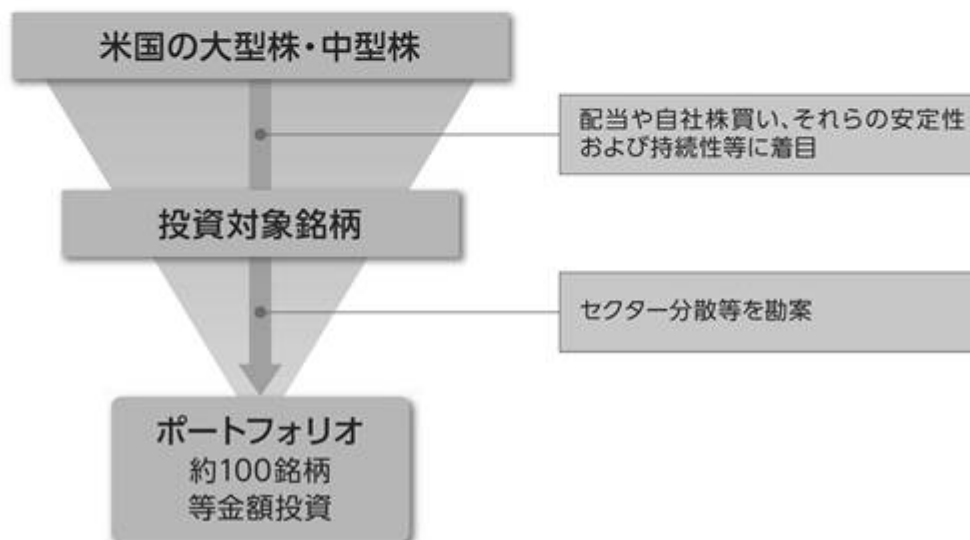 米国の大型株・中型株
配当や自社株買い、それらの安定性
および持続性等に着目
投資対象銘柄
セクター分散等を勘案
ポートフォリオ
約100銘柄
等金額投資